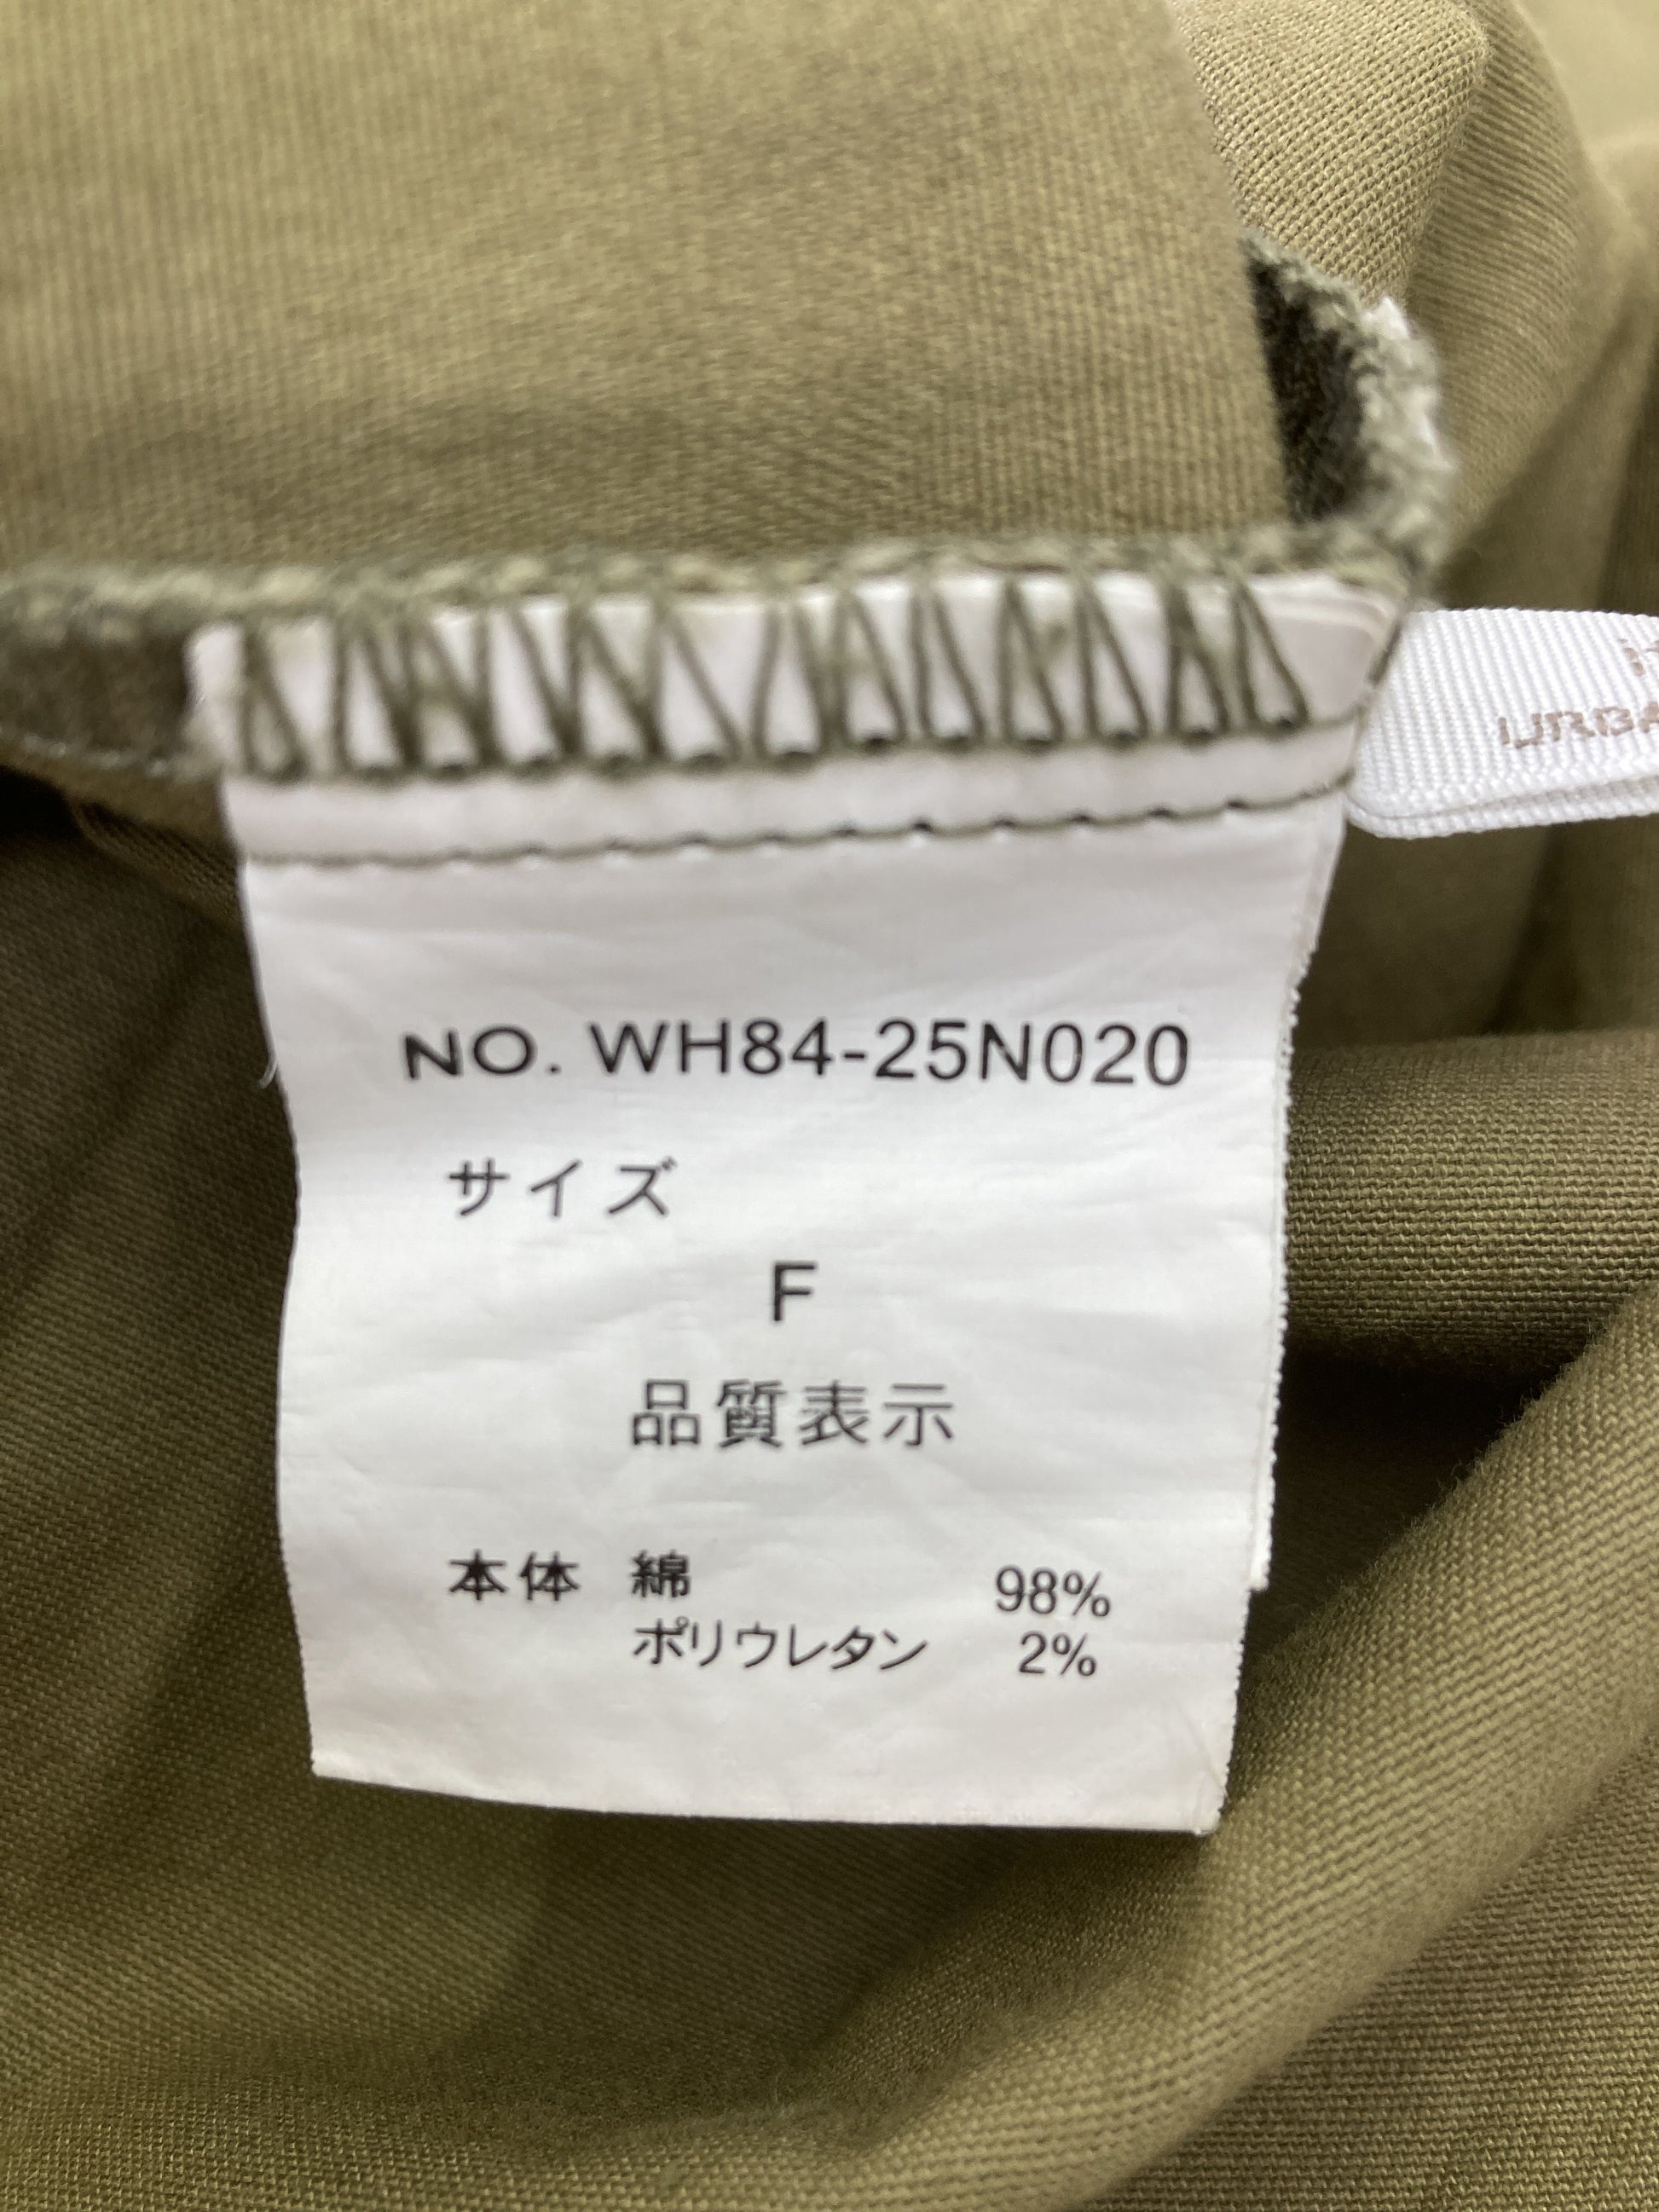 NO. WH84-25N020
サイズ
F
品質表示
本体 綿 98%
ポリウレタン 2%